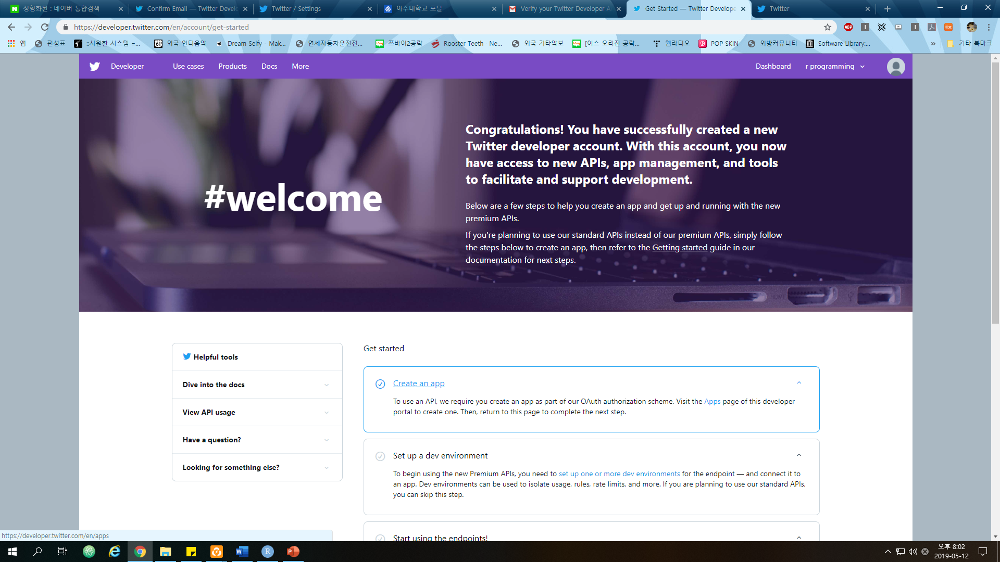 정형화된 : 네이버 통합검색
Confirm Email — Twitter Develo
Twitter / Settings
아주대학교 포탈
Verify your Twitter Developer A
Get Started — Twitter Develope
Twitter
https://developer.twitter.com/en/account/get-started
앱
편성표
::시원한 시스템 =...
외국 인디음악
Dream Selfy - Mak...
연세자동차운전전...
쯔바이2공략
Rooster Teeth · Ne...
외국 기타악보
[이스 오리진 공략...
웹라디오
POP SKIN
외방커뮤니티
Software Library:...
»
기타 북마크
Developer
Use cases
Products
Docs
More
Dashboard
r programming
#welcome
Congratulations! You have successfully created a new
Twitter developer account. With this account, you now
have access to new APIs, app management, and tools
to facilitate and support development.
Below are a few steps to help you create an app and get up and running with the new
premium APIs.
If you're planning to use our standard APIs instead of our premium APIs, simply follow
the steps below to create an app, then refer to the Getting started guide in our
documentation for next steps.
HDMI
Helpful tools
Dive into the docs
View API usage
Have a question?
Looking for something else?
Get started
Create an app
To use an API, we require you create an app as part of our OAuth authorization scheme. Visit the Apps page of this developer
portal to create one. Then, return to this page to complete the next step.
Set up a dev environment
To begin using the new Premium APIs, you need to set up one or more dev environments for the endpoint — and connect it to
an app. Dev environments can be used to isolate usage, rules, rate limits, and more. If you are planning to use our standard APIs,
you can skip this step.
Start using the endpoints!
https://developer.twitter.com/en/apps
오후 8:02
2019-05-12